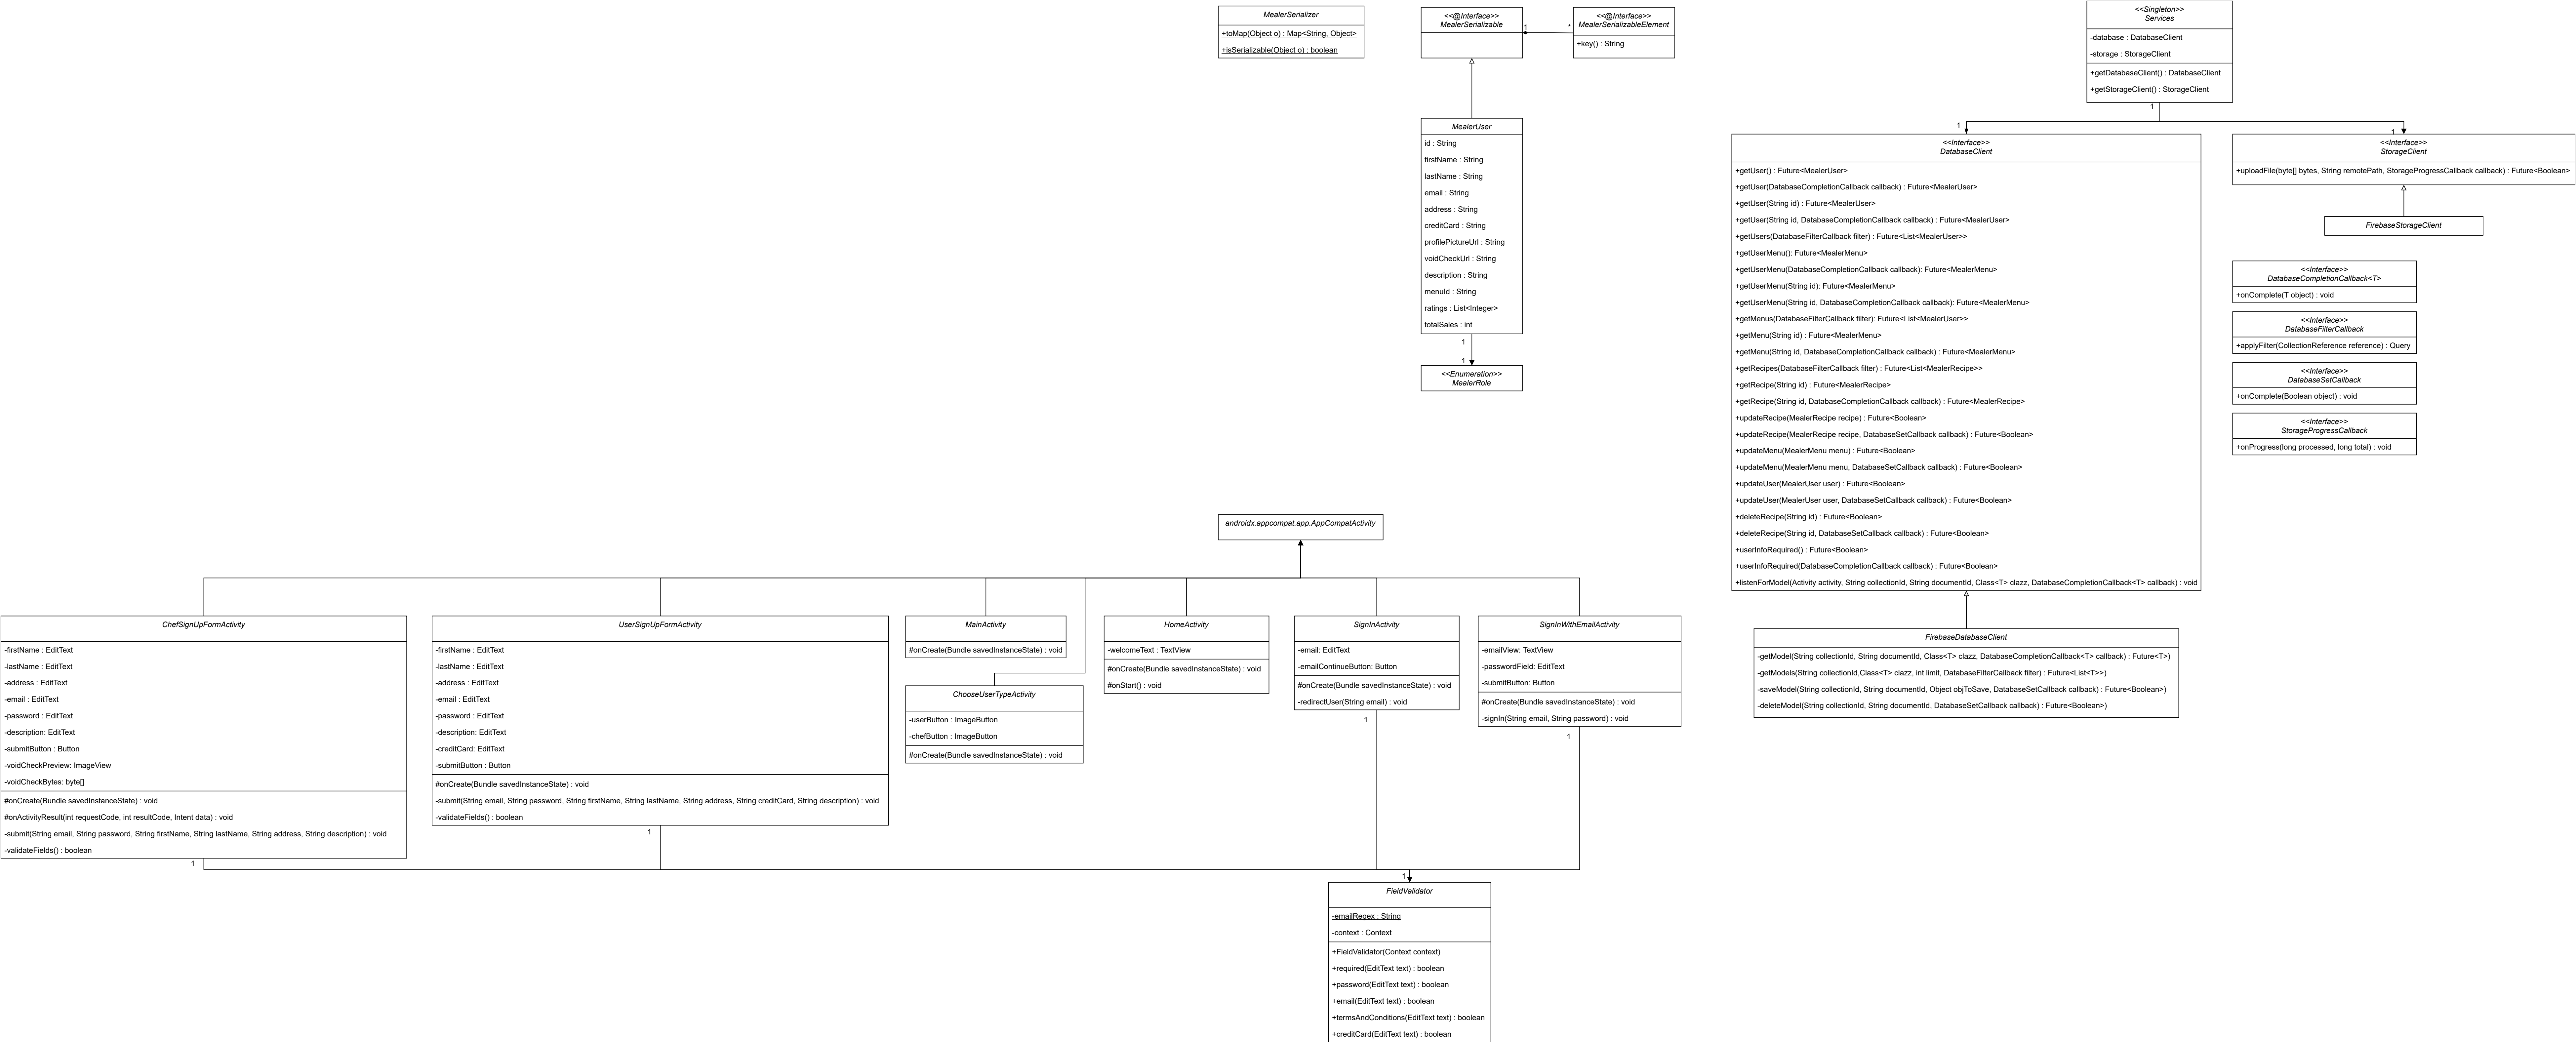 MealerSerializer
+toMap(Object o) : Map<String, Object>
+isSerializable(Object o) : boolean
<<@Interface>>
MealerSerializable
1
*
<<@Interface>>
MealerSerializableElement
+key() : String
<<Singleton>>
Services
-database : DatabaseClient
-storage : StorageClient
+getDatabaseClient() : DatabaseClient
+getStorageClient() : StorageClient
1
1
1
MealerUser
id : String
firstName : String
lastName : String
email : String
address : String
creditCard : String
profilePictureUrl : String
voidCheckUrl : String
description : String
menuId : String
ratings : List<Integer>
totalSales : int
1
1
<<Enumeration>>
MealerRole
<<Interface>>
DatabaseClient
+getUser() : Future<MealerUser>
+getUser(DatabaseCompletionCallback callback) : Future<MealerUser>
+getUser(String id) : Future<MealerUser>
+getUser(String id, DatabaseCompletionCallback callback) : Future<MealerUser>
+getUsers(DatabaseFilterCallback filter) : Future<List<MealerUser>>
+getUserMenu(): Future<MealerMenu>
+getUserMenu(DatabaseCompletionCallback callback): Future<MealerMenu>
+getUserMenu(String id): Future<MealerMenu>
+getUserMenu(String id, DatabaseCompletionCallback callback): Future<MealerMenu>
+getMenus(DatabaseFilterCallback filter): Future<List<MealerUser>>
+getMenu(String id) : Future<MealerMenu>
+getMenu(String id, DatabaseCompletionCallback callback) : Future<MealerMenu>
+getRecipes(DatabaseFilterCallback filter) : Future<List<MealerRecipe>>
+getRecipe(String id) : Future<MealerRecipe>
+getRecipe(String id, DatabaseCompletionCallback callback) : Future<MealerRecipe>
+updateRecipe(MealerRecipe recipe) : Future<Boolean>
+updateRecipe(MealerRecipe recipe, DatabaseSetCallback callback) : Future<Boolean>
+updateMenu(MealerMenu menu) : Future<Boolean>
+updateMenu(MealerMenu menu, DatabaseSetCallback callback) : Future<Boolean>
+updateUser(MealerUser user) : Future<Boolean>
+updateUser(MealerUser user, DatabaseSetCallback callback) : Future<Boolean>
+deleteRecipe(String id) : Future<Boolean>
+deleteRecipe(String id, DatabaseSetCallback callback) : Future<Boolean>
+userInfoRequired() : Future<Boolean>
+userInfoRequired(DatabaseCompletionCallback callback) : Future<Boolean>
+listenForModel(Activity activity, String collectionId, String documentId, Class<T> clazz, DatabaseCompletionCallback<T> callback) : void
<<Interface>>
StorageClient
+uploadFile(byte[] bytes, String remotePath, StorageProgressCallback callback) : Future<Boolean>
FirebaseStorageClient
<<Interface>>
DatabaseCompletionCallback<T>
+onComplete(T object) : void
<<Interface>>
DatabaseFilterCallback
+applyFilter(CollectionReference reference) : Query
<<Interface>>
DatabaseSetCallback
+onComplete(Boolean object) : void
<<Interface>>
StorageProgressCallback
+onProgress(long processed, long total) : void
FirebaseDatabaseClient
-getModel(String collectionId, String documentId, Class<T> clazz, DatabaseCompletionCallback<T> callback) : Future<T>)
-getModels(String collectionId,Class<T> clazz, int limit, DatabaseFilterCallback filter) : Future<List<T>>)
-saveModel(String collectionId, String documentId, Object objToSave, DatabaseSetCallback callback) : Future<Boolean>)
-deleteModel(String collectionId, String documentId, DatabaseSetCallback callback) : Future<Boolean>)
androidx.appcompat.app.AppCompatActivity
ChefSignUpFormActivity
-firstName : EditText
-lastName : EditText
-address : EditText
-email : EditText
-password : EditText
-description: EditText
-submitButton : Button
-voidCheckPreview: ImageView
-voidCheckBytes: byte[]
#onCreate(Bundle savedInstanceState) : void
#onActivityResult(int requestCode, int resultCode, Intent data) : void
-submit(String email, String password, String firstName, String lastName, String address, String description) : void
-validateFields() : boolean
1
UserSignUpFormActivity
-firstName : EditText
-lastName : EditText
-address : EditText
-email : EditText
-password : EditText
-description: EditText
-creditCard: EditText
-submitButton : Button
#onCreate(Bundle savedInstanceState) : void
-submit(String email, String password, String firstName, String lastName, String address, String creditCard, String description) : void
-validateFields() : boolean
1
MainActivity
#onCreate(Bundle savedInstanceState) : void
ChooseUserTypeActivity
-userButton : ImageButton
-chefButton : ImageButton
#onCreate(Bundle savedInstanceState) : void
HomeActivity
-welcomeText : TextView
#onCreate(Bundle savedInstanceState) : void
#onStart() : void
SignInActivity
-email: EditText
-emailContinueButton: Button
#onCreate(Bundle savedInstanceState) : void
-redirectUser(String email) : void
1
SignInWithEmailActivity
-emailView: TextView
-passwordField: EditText
-submitButton: Button
#onCreate(Bundle savedInstanceState) : void
-signIn(String email, String password) : void
1
1
FieldValidator
-emailRegex : String
-context : Context
+FieldValidator(Context context)
+required(EditText text) : boolean
+password(EditText text) : boolean
+email(EditText text) : boolean
+termsAndConditions(EditText text) : boolean
+creditCard(EditText text) : boolean